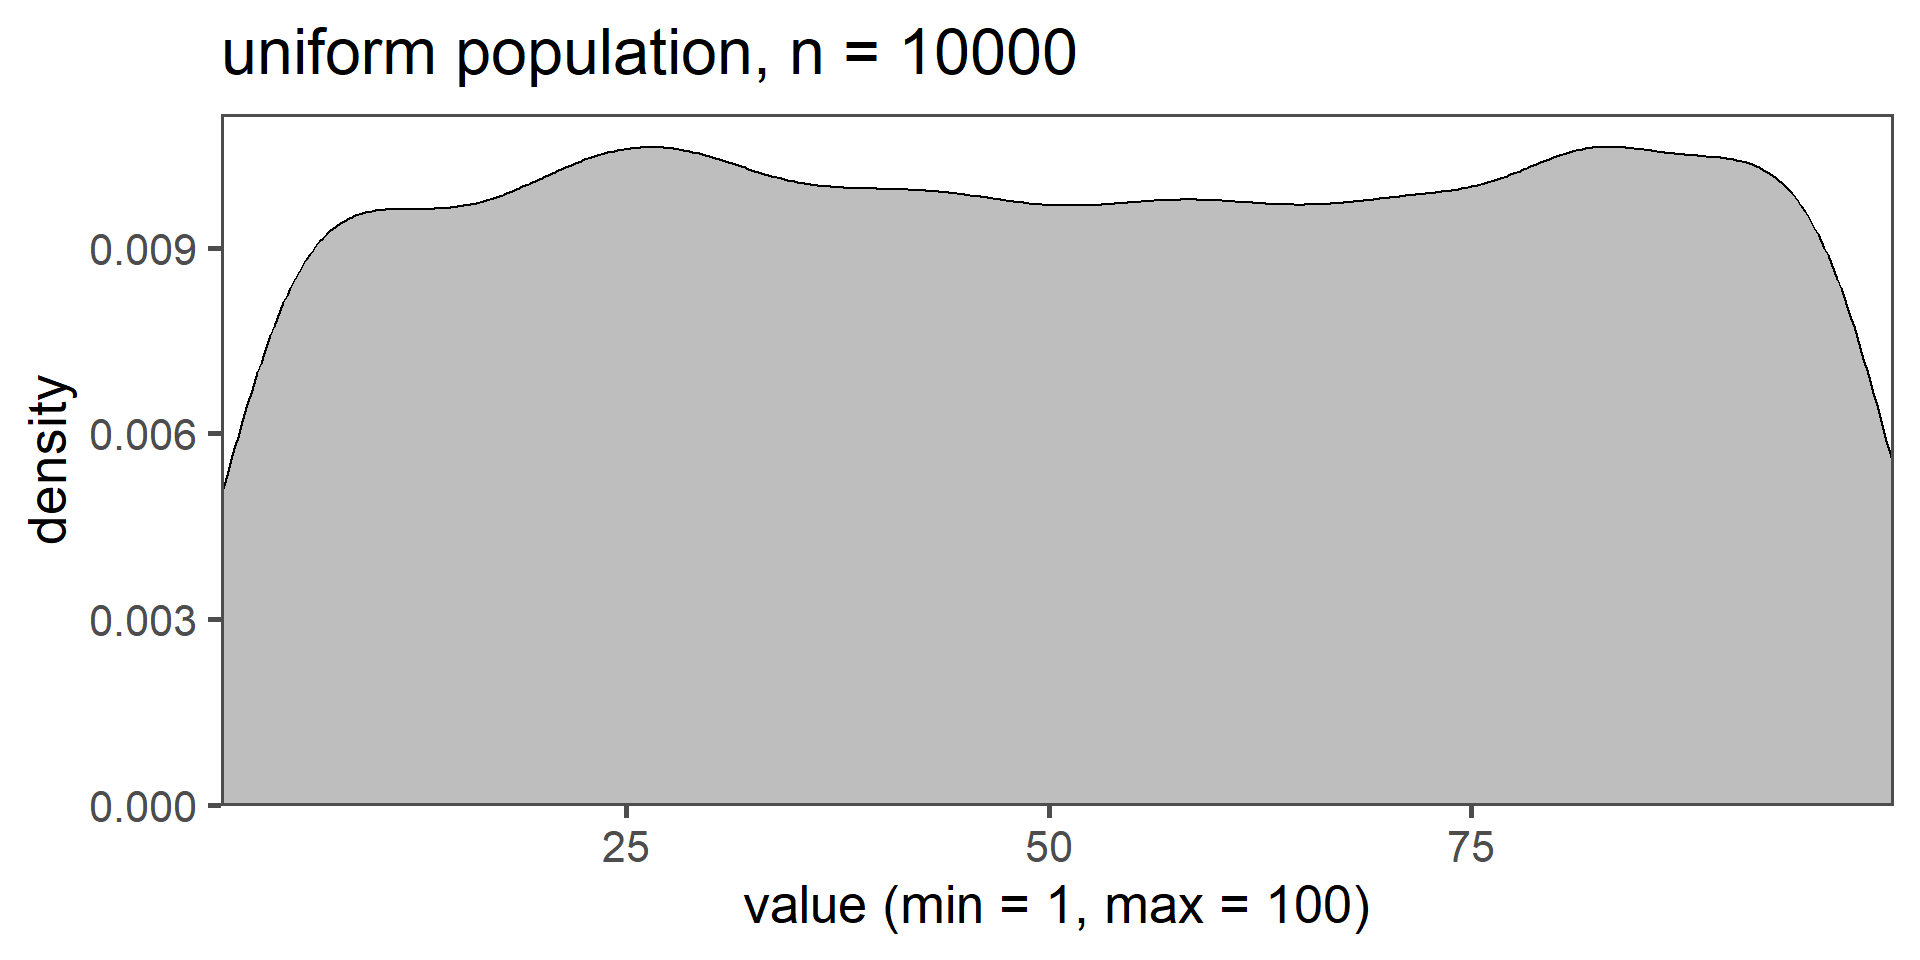 uniform population, n = 10000
density
0.009
0.006
0.003
0.000
25 50 75
value (min = 1, max = 100)